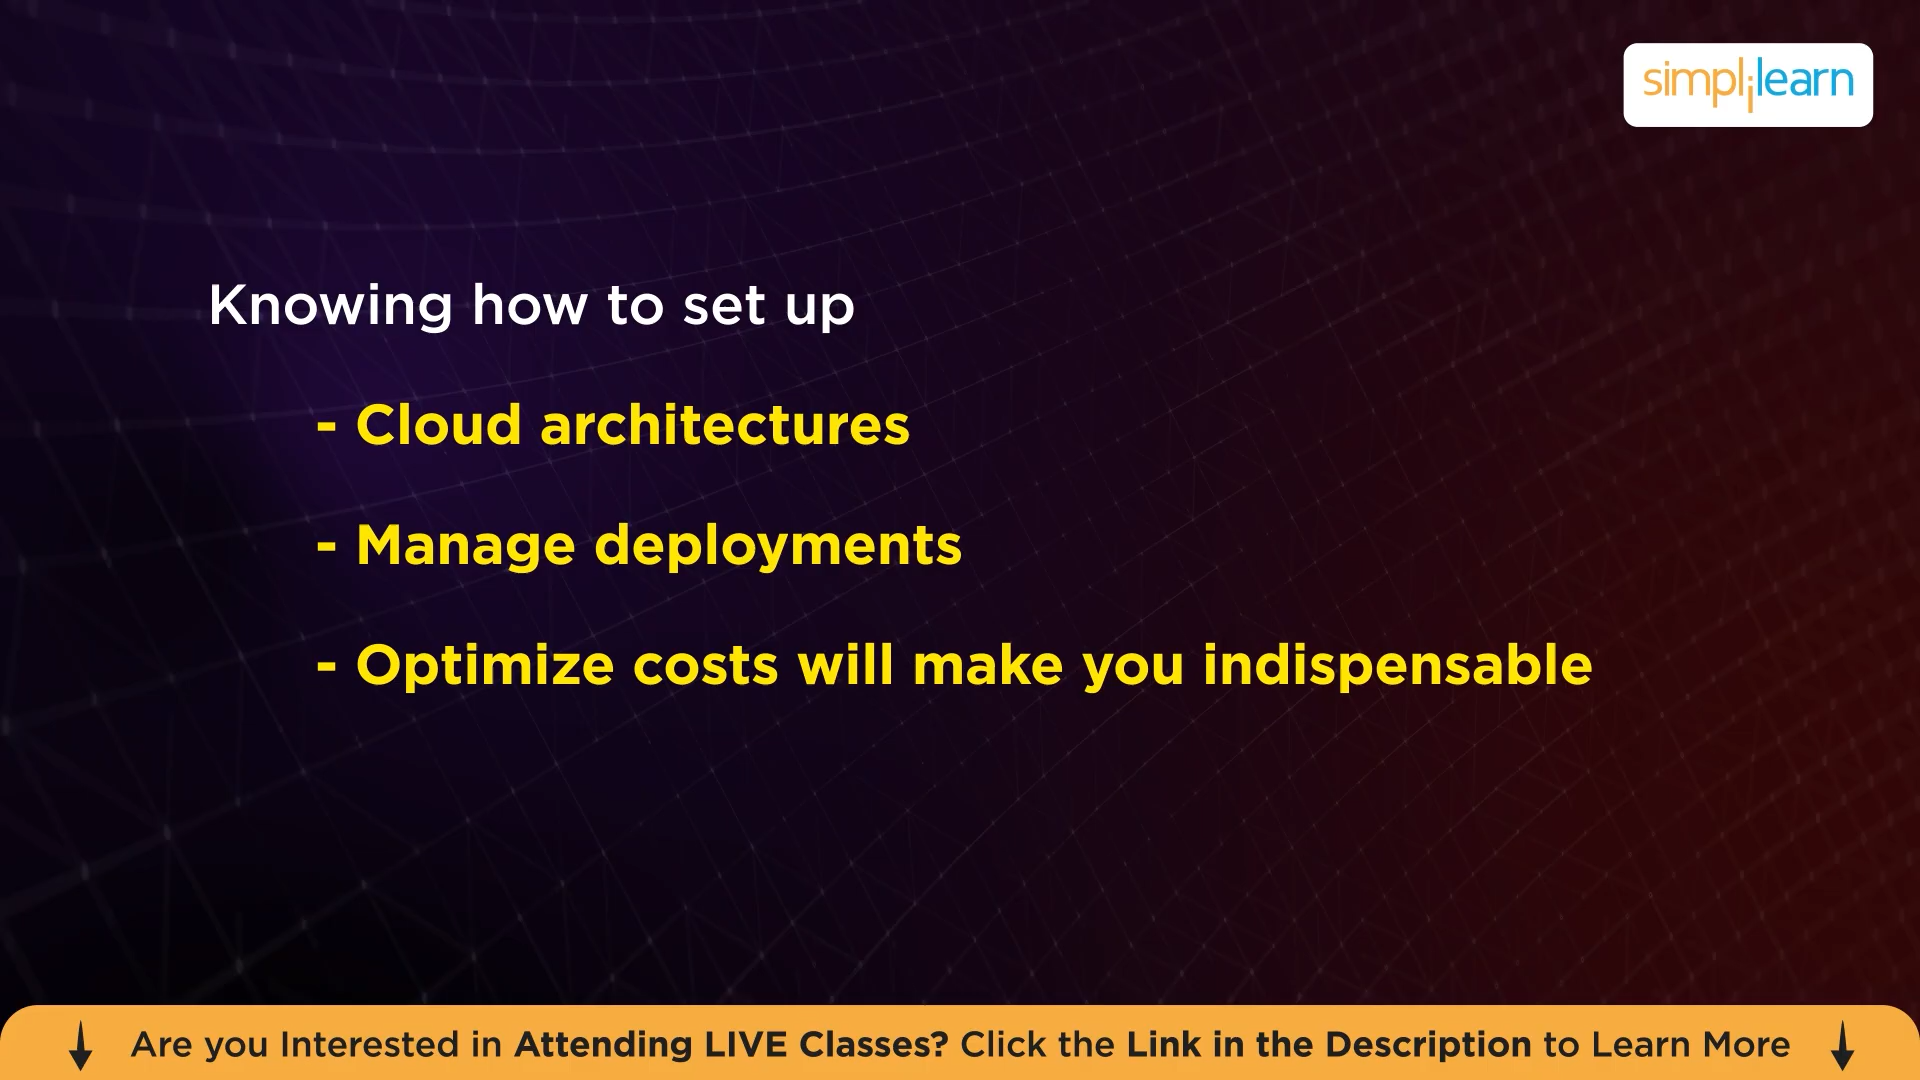 simplilearn
Knowing how to set up
- Cloud architectures
- Manage deployments
- Optimize costs will make you indispensable
Are you Interested in Attending LIVE Classes? Click the Link in the Description to Learn More